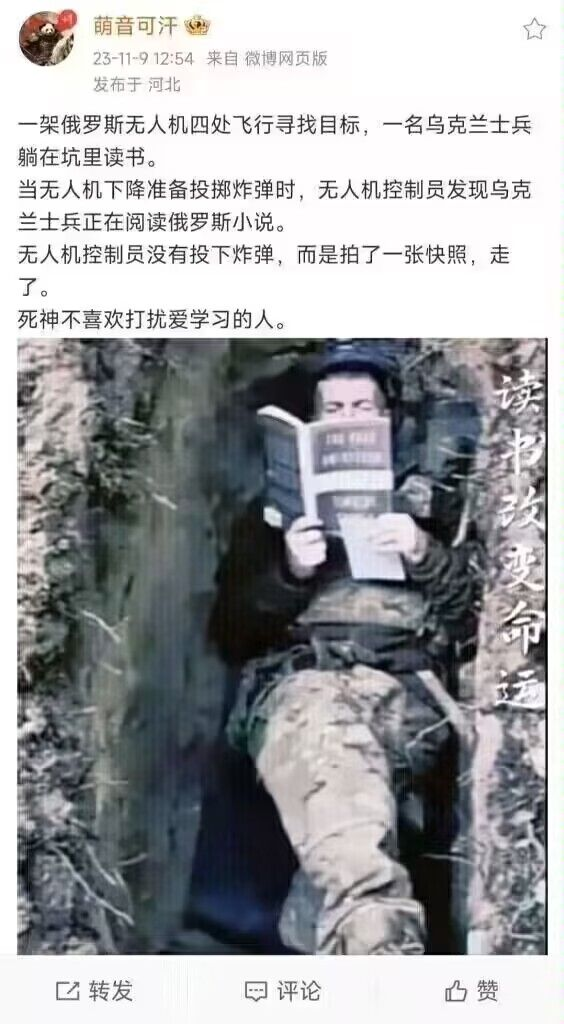 萌音可汗
23-11-9 12:54 来自 微博网页版
发布于 河北
一架俄罗斯无人机四处飞行寻找目标，一名乌克兰士兵
躺在坑里读书。
当无人机下降准备投掷炸弹时，无人机控制员发现乌克
兰士兵正在阅读俄罗斯小说。
无人机控制员没有投下炸弹，而是拍了一张快照，走
了。
死神不喜欢打扰爱学习的人。
读书改变命运
转发
评论
赞